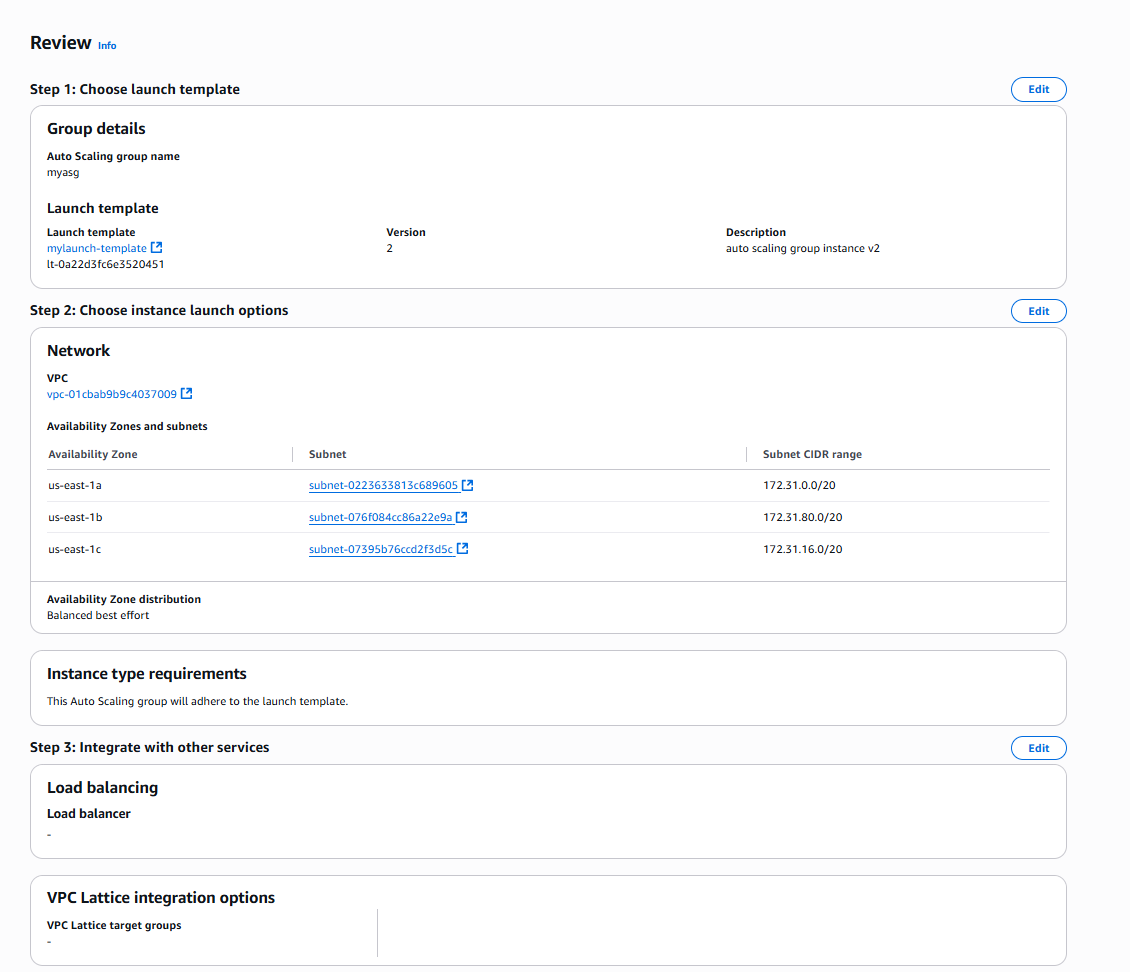 Review Info
Step 1: Choose launch template
Edit
Group details
Auto Scaling group name
myasg
Launch template
Launch template Version Description
mylaunch-template 2 auto scaling group instance v2
lt-0a22d3fc6e3520451
Step 2: Choose instance launch options
Edit
Network
VPC
vpc-01cbab9b9c4037009
Availability Zones and subnets
Availability Zone Subnet Subnet CIDR range
us-east-1a subnet-0223633813c689605 172.31.0.0/20
us-east-1b subnet-076f084cc86a22e9a 172.31.80.0/20
us-east-1c subnet-07395b76ccd2f3d5c 172.31.16.0/20
Availability Zone distribution
Balanced best effort
Instance type requirements
This Auto Scaling group will adhere to the launch template.
Step 3: Integrate with other services
Edit
Load balancing
Load balancer
-
VPC Lattice integration options
VPC Lattice target groups
-